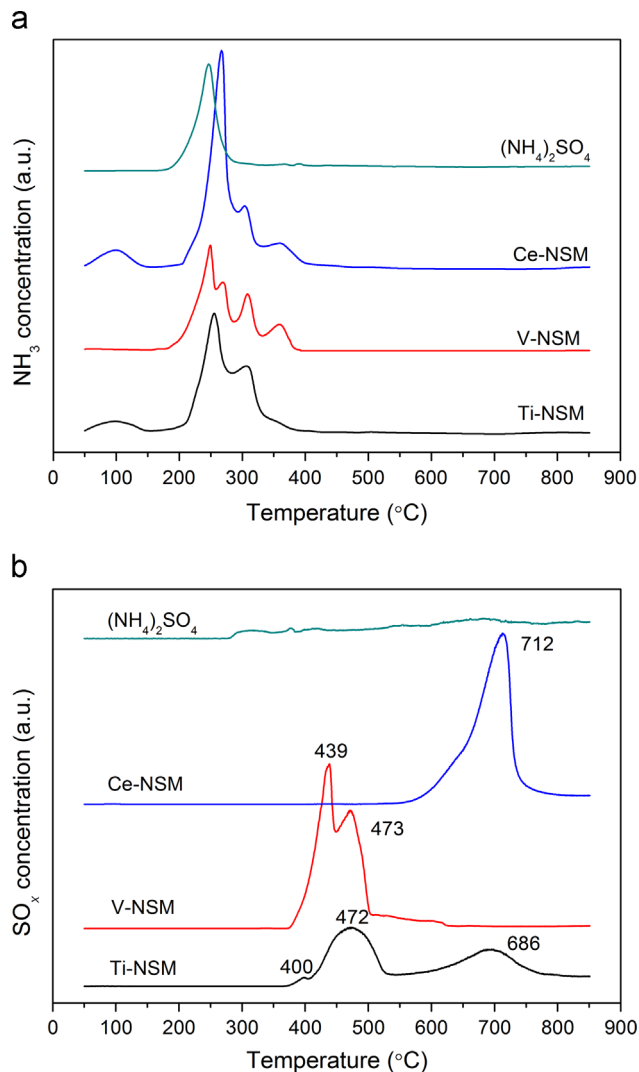 a
NH₃ concentration (a.u.)
(NH₄)₂SO₄
Ce-NSM
V-NSM
Ti-NSM
0 100 200 300 400 500 600 700 800 900
Temperature (°C)
b
SOₓ concentration (a.u.)
(NH₄)₂SO₄
712
439
Ce-NSM
473
V-NSM
472
686
Ti-NSM
400
0 100 200 300 400 500 600 700 800 900
Temperature (°C)